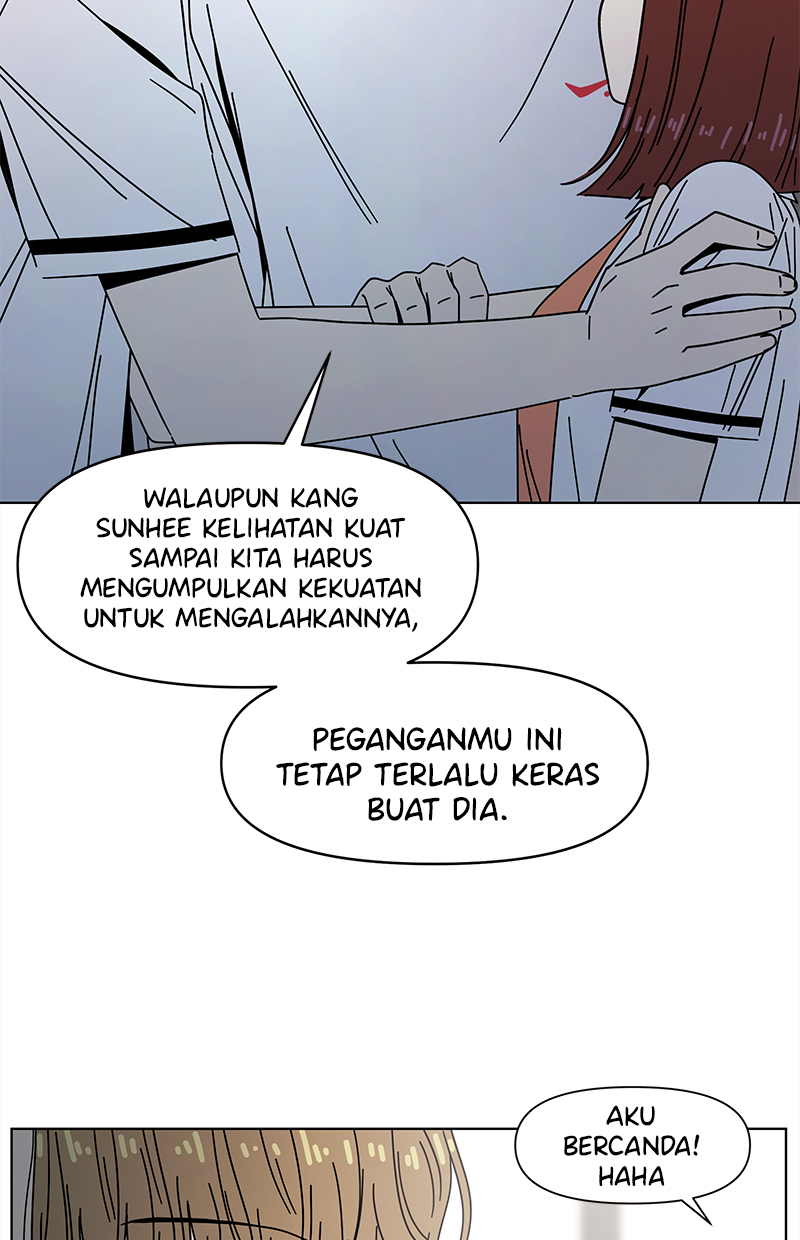 WALAUPUN KANG
SUNHEE KELIHATAN KUAT
SAMPAI KITA HARUS
MENGUMPULKAN KEKUATAN
UNTUK MENGALAHKANNYA,
PEGANGANMU INI
TETAP TERLALU KERAS
BUAT DIA.
AKU
BERCANDA!
HAHA